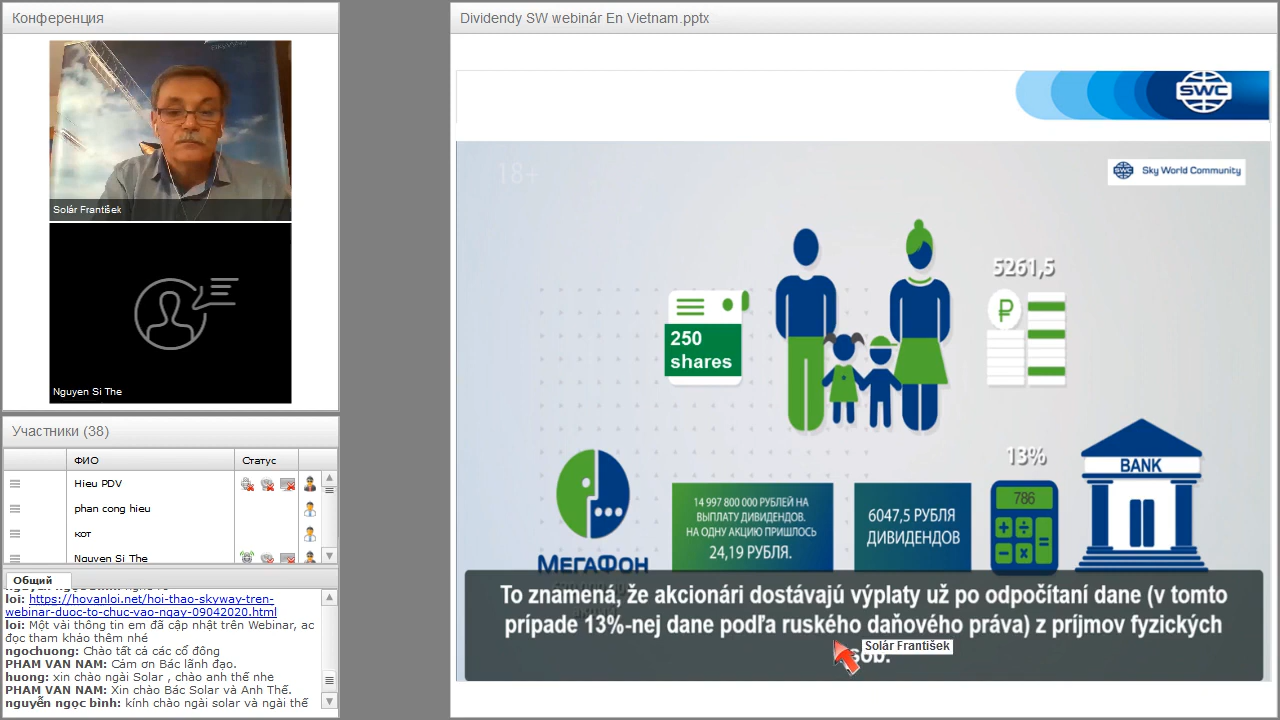 Конференция
Solár František
Nguyen Si The
Участники (38)
ФИО
Статус
Hieu PDV
phan cong hieu
кот
Nguyen Si The
Общий
loi: https://hovanloi.net/hoi-thao-skyway-tren-
webinar-duoc-to-chuc-vao-ngay-09042020.html
loi: Một vài thông tin em đã cập nhật trên Webinar, ac
đọc tham khảo thêm nhé
ngochuong: Chào tất cả các cổ đông
PHAM VAN NAM: Cảm ơn Bác lãnh đạo.
huong: xin chào ngài Solar , chào anh thế nhe
PHAM VAN NAM: Xin chào Bác Solar và Anh Thế.
nguyễn ngọc bình: kính chào ngài solar và ngài thế
Dividendy SW webinár En Vietnam.pptx
SWC
18+
SWC Sky World Community
5261,5
₽
250
shares
13%
786
BANK
МЕГАФОН
14 997 800 000 РУБЛЕЙ НА
ВЫПЛАТУ ДИВИДЕНДОВ.
НА ОДНУ АКЦИЮ ПРИШЛОСЬ
24,19 РУБЛЯ.
6047,5 РУБЛЯ
ДИВИДЕНДОВ
To znamená, že akcionári dostávajú výplaty už po odpočítaní dane (v tomto
prípade 13%-nej dane podľa ruského daňového práva) z príjmov fyzických
osôb.
Solár František